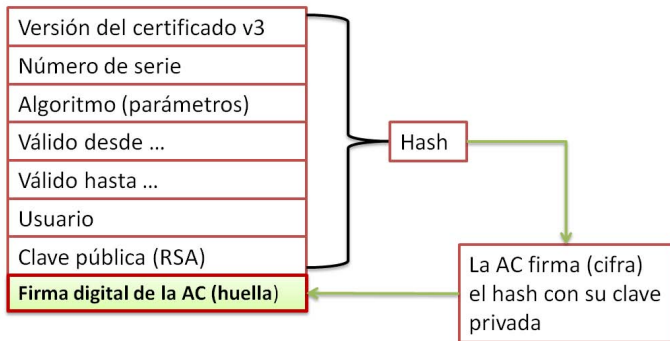 Versión del certificado v3
Número de serie
Algoritmo (parámetros)
Válido desde ...
Válido hasta ...
Usuario
Clave pública (RSA)
Firma digital de la AC (huella)
Hash
La AC firma (cifra)
el hash con su clave
privada